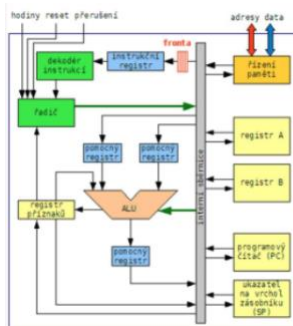 hodiny reset přerušení
adresy data
fronta
dekodér
instrukcí
instrukční
registr
řízení
paměti
řadič
pomocný
registr
pomocný
registr
registr A
registr B
interní sběrnice
registr
příznaků
ALU
pomocný
registr
programový
čítač (PC)
ukazatel
na vrchol
zásobníku (SP)